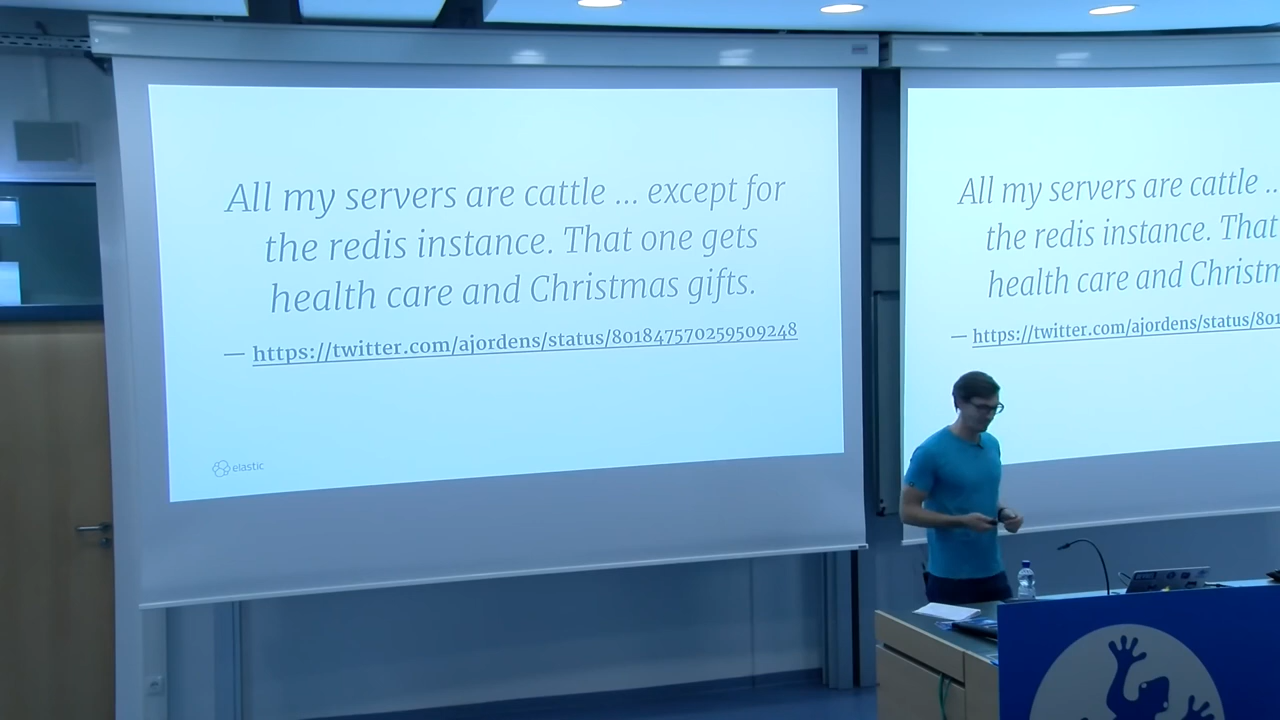 All my servers are cattle ... except for
the redis instance. That one gets
health care and Christmas gifts.
— https://twitter.com/ajordens/status/801847570259509248
elastic
All my servers are cattle ..
the redis instance. That
health care and Christm
— https://twitter.com/ajordens/status/801